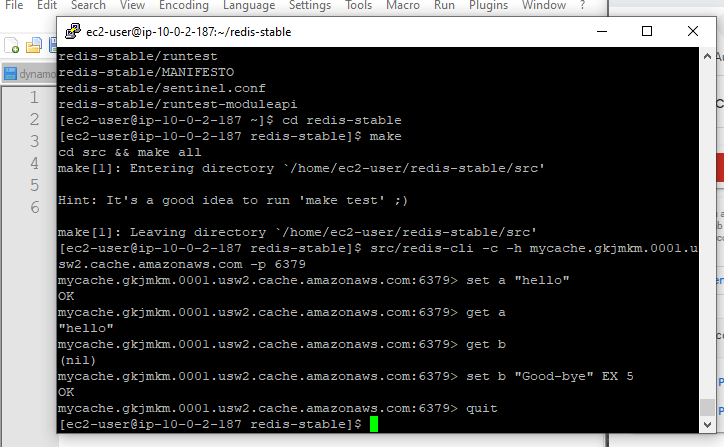 File Edit Search View Encoding Language Settings Tools Macro Run Plugins Window ?
ec2-user@ip-10-0-2-187:~/redis-stable
dynamo
1
2
3
4
5
6
redis-stable/runtest
redis-stable/MANIFESTO
redis-stable/sentinel.conf
redis-stable/runtest-moduleapi
[ec2-user@ip-10-0-2-187 ~]$ cd redis-stable
[ec2-user@ip-10-0-2-187 redis-stable]$ make
cd src && make all
make[1]: Entering directory `/home/ec2-user/redis-stable/src'
Hint: It's a good idea to run 'make test' ;)
make[1]: Leaving directory `/home/ec2-user/redis-stable/src'
[ec2-user@ip-10-0-2-187 redis-stable]$ src/redis-cli -c -h mycache.gkjmkm.0001.u
sw2.cache.amazonaws.com -p 6379
mycache.gkjmkm.0001.usw2.cache.amazonaws.com:6379> set a "hello"
OK
mycache.gkjmkm.0001.usw2.cache.amazonaws.com:6379> get a
"hello"
mycache.gkjmkm.0001.usw2.cache.amazonaws.com:6379> get b
(nil)
mycache.gkjmkm.0001.usw2.cache.amazonaws.com:6379> set b "Good-bye" EX 5
OK
mycache.gkjmkm.0001.usw2.cache.amazonaws.com:6379> quit
[ec2-user@ip-10-0-2-187 redis-stable]$